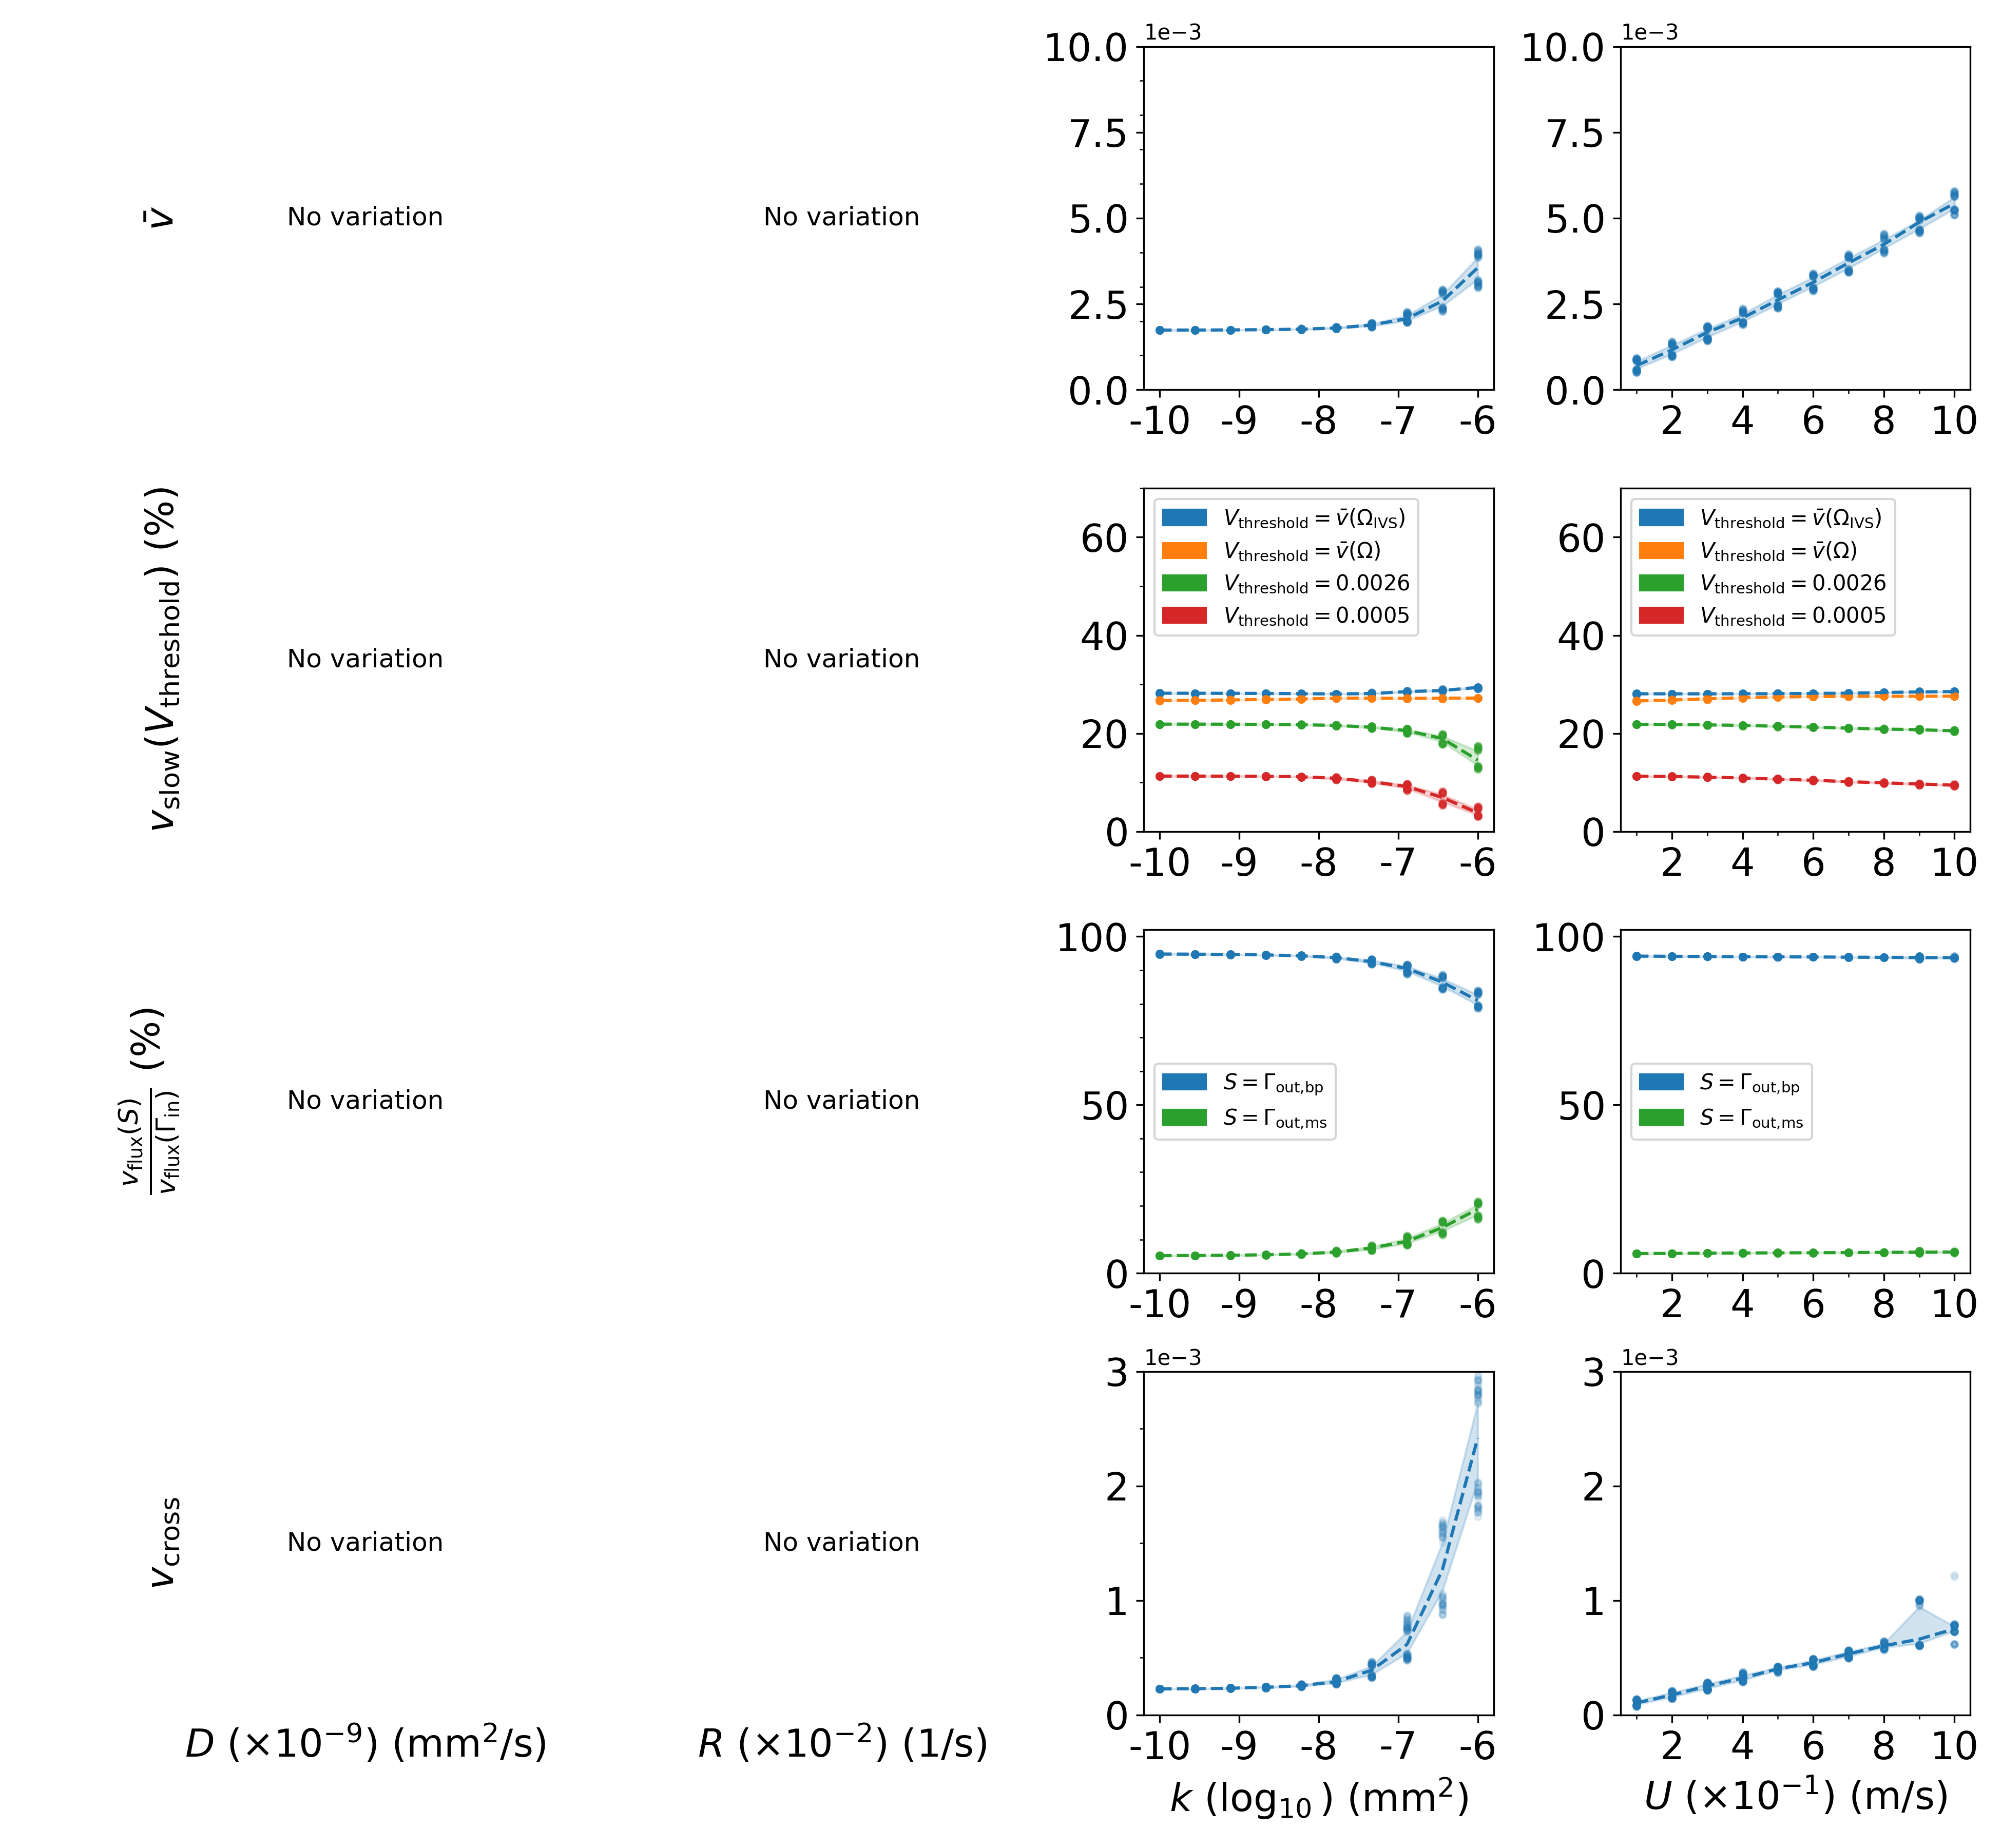 1e−3
1e−3
v̄
No variation
No variation
10.0
7.5
5.0
2.5
0.0
-10 -9 -8 -7 -6
10.0
7.5
5.0
2.5
0.0
2 4 6 8 10
v_slow(V_threshold) (%)
No variation
No variation
60
40
20
0
V_threshold = v̄(Ω_IVS)
V_threshold = v̄(Ω)
V_threshold = 0.0026
V_threshold = 0.0005
-10 -9 -8 -7 -6
60
40
20
0
V_threshold = v̄(Ω_IVS)
V_threshold = v̄(Ω)
V_threshold = 0.0026
V_threshold = 0.0005
2 4 6 8 10
v_flux(S)
v_flux(Γ_in)
(%)
No variation
No variation
100
50
0
S = Γ_out,bp
S = Γ_out,ms
-10 -9 -8 -7 -6
100
50
0
S = Γ_out,bp
S = Γ_out,ms
2 4 6 8 10
v_cross
No variation
No variation
1e−3
3
2
1
0
-10 -9 -8 -7 -6
1e−3
3
2
1
0
2 4 6 8 10
D (×10⁻⁹) (mm²/s)
R (×10⁻²) (1/s)
k (log₁₀) (mm²)
U (×10⁻¹) (m/s)